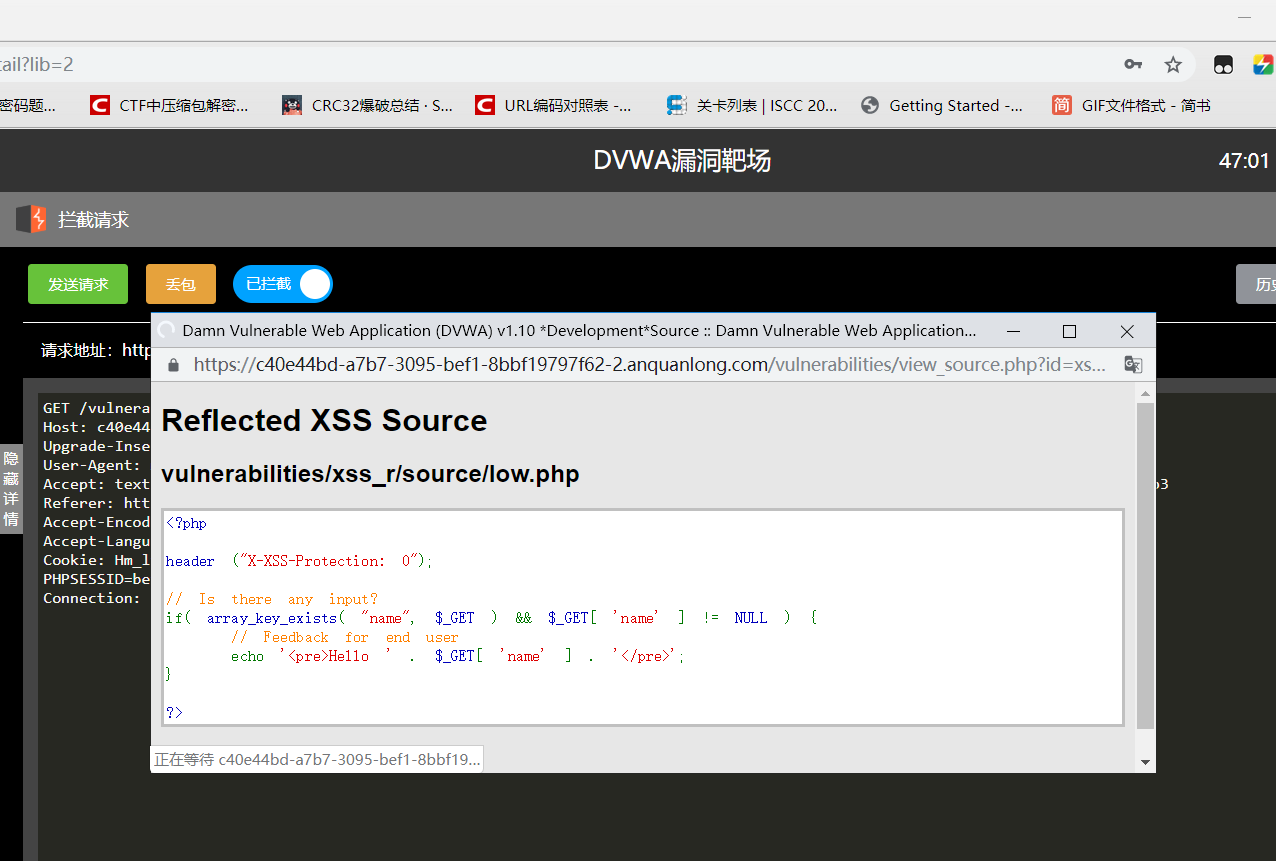 tail?lib=2
密码题...
CTF中压缩包解密...
CRC32爆破总结 · S...
URL编码对照表 -...
关卡列表 | ISCC 20...
Getting Started -...
简
GIF文件格式 - 简书
DVWA漏洞靶场
47:01
拦截请求
发送请求
丢包
已拦截
历史
Damn Vulnerable Web Application (DVWA) v1.10 *Development*Source :: Damn Vulnerable Web Application...
请求地址: http
https://c40e44bd-a7b7-3095-bef1-8bbf19797f62-2.anquanlong.com/vulnerabilities/view_source.php?id=xs...
GET /vulnera
Host: c40e44
Upgrade-Inse
User-Agent:
Accept: text
Referer: htt
Accept-Encod
Accept-Langu
Cookie: Hm_l
PHPSESSID=be
Connection:
隐藏详情
Reflected XSS Source
vulnerabilities/xss_r/source/low.php
<?php
header ("X-XSS-Protection: 0");
// Is there any input?
if( array_key_exists( "name", $_GET ) && $_GET[ 'name' ] != NULL ) {
// Feedback for end user
echo '<pre>Hello ' . $_GET[ 'name' ] . '</pre>';
}
?>
正在等待 c40e44bd-a7b7-3095-bef1-8bbf19...